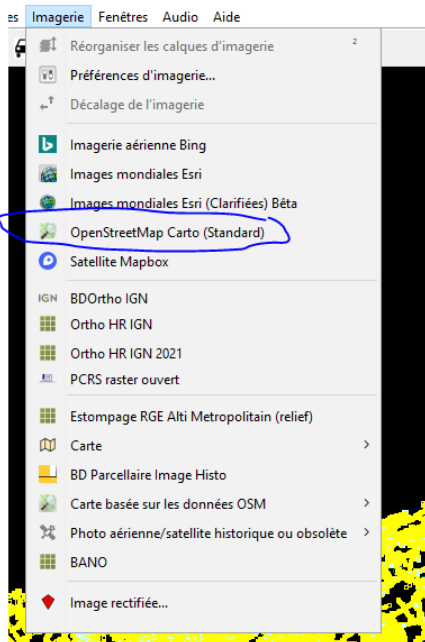 es Imagerie Fenêtres Audio Aide
Réorganiser les calques d'imagerie 2
Préférences d'imagerie...
Décalage de l'imagerie
Imagerie aérienne Bing
Images mondiales Esri
Images mondiales Esri (Clarifiées) Bêta
OpenStreetMap Carto (Standard)
Satellite Mapbox
IGN BDOrtho IGN
Ortho HR IGN
Ortho HR IGN 2021
PCRS raster ouvert
Estompage RGE Alti Metropolitain (relief)
Carte
BD Parcellaire Image Histo
Carte basée sur les données OSM
Photo aérienne/satellite historique ou obsolète
BANO
Image rectifiée...